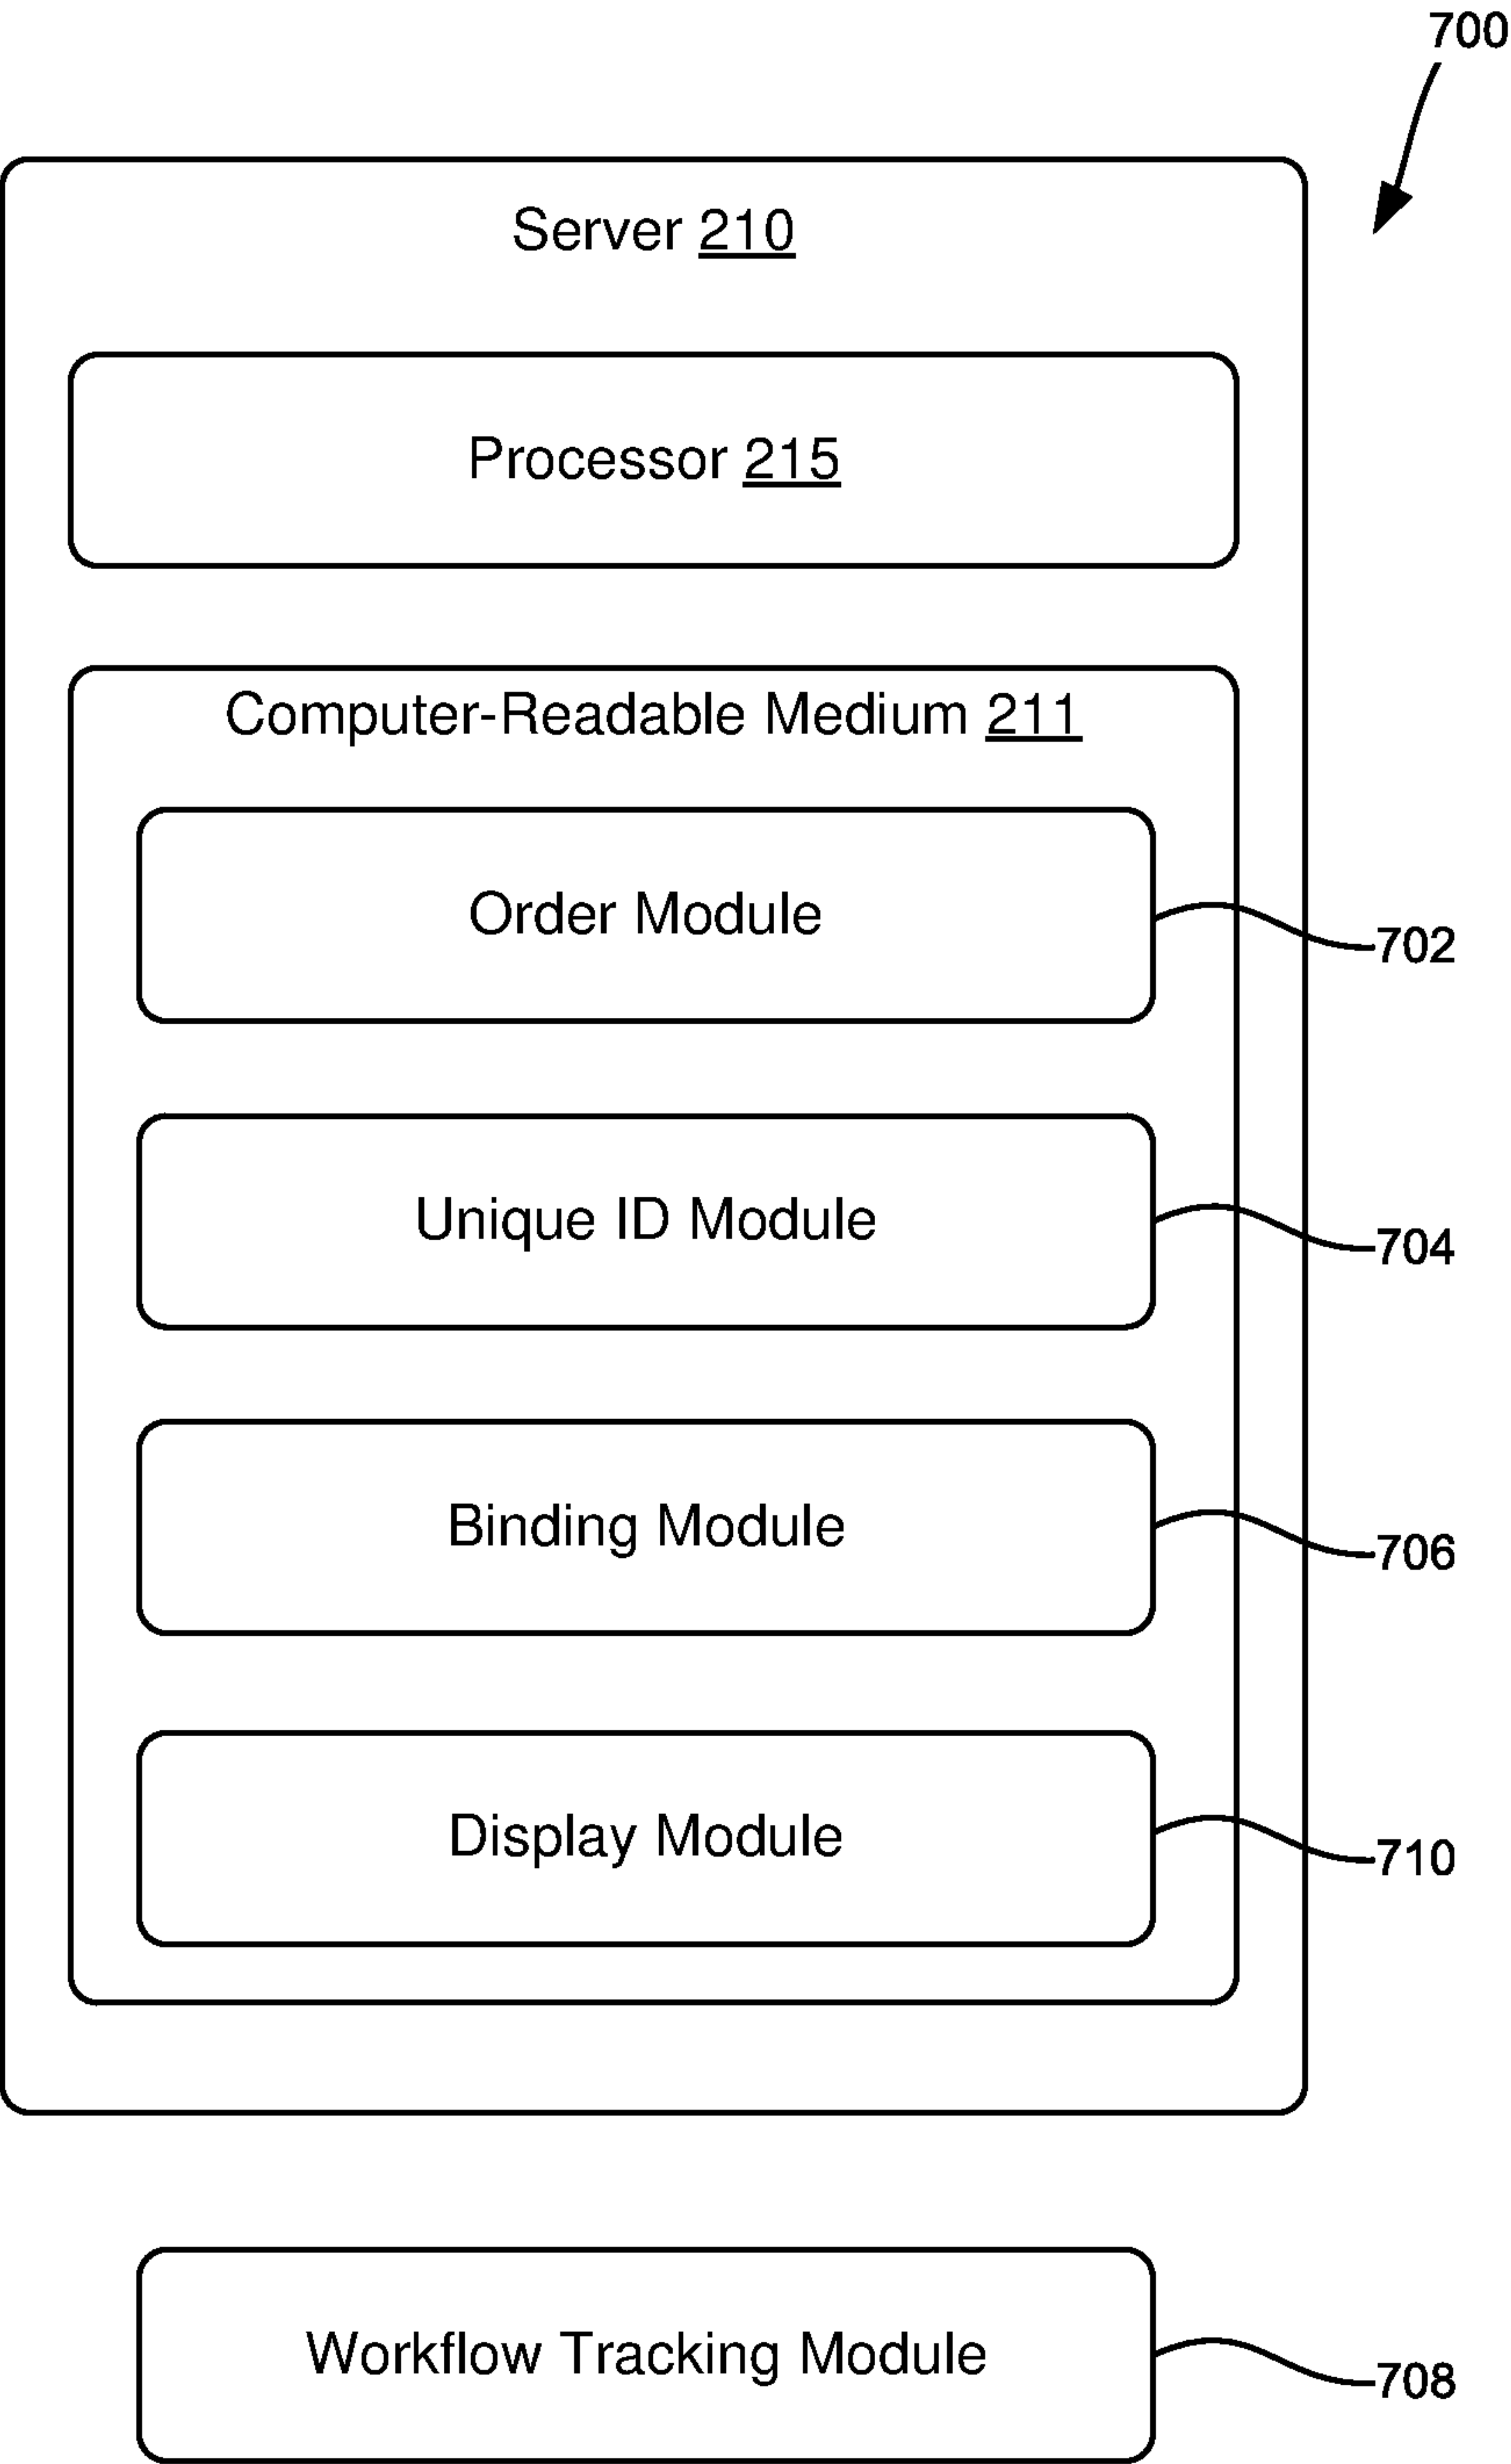 700
Server 210
Processor 215
Computer-Readable Medium 211
Order Module
702
Unique ID Module
704
Binding Module
706
Display Module
710
Workflow Tracking Module
708